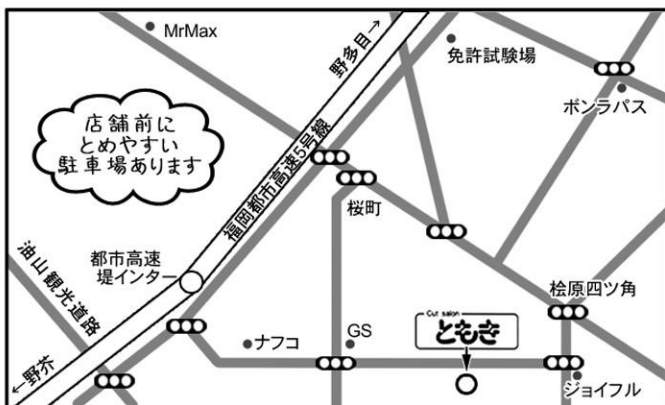 MrMax
野多目→
免許試験場
ボンラパス
店舗前に
とめやすい
駐車場あります
福岡都市高速5号線
桜町
都市高速
堤インター
油山観光道路
桧原四ツ角
Cut salon
ともき
ナフコ
GS
←野芥
ジョイフル